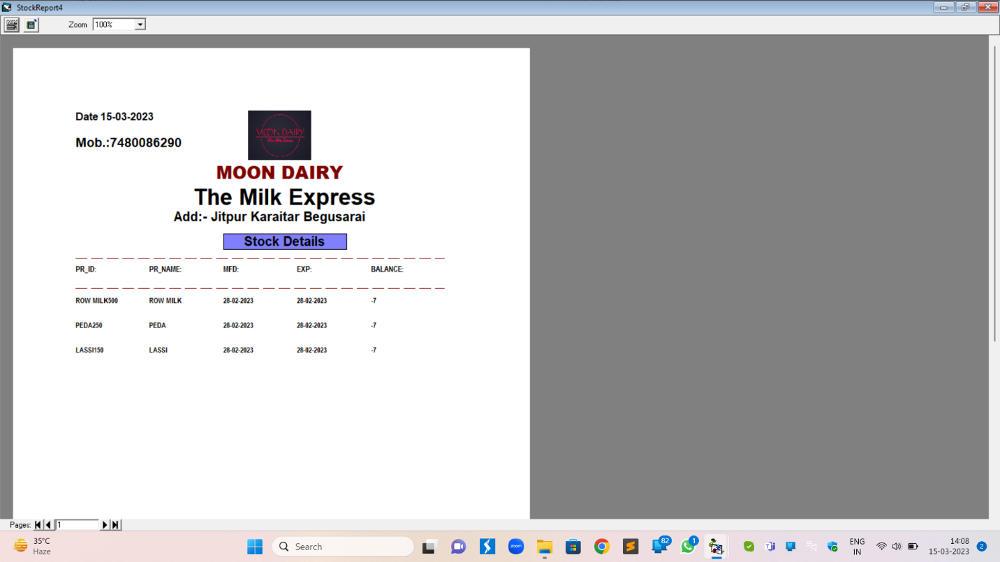 StockReport4
Zoom 100%
Date 15-03-2023
Mob.:7480086290
MOON DAIRY
The Milk Express
MOON DAIRY
The Milk Express
Add:- Jitpur Karaitar Begusarai
Stock Details
PR_ID: PR_NAME: MFD: EXP: BALANCE:
ROW MILK500 ROW MILK 28-02-2023 28-02-2023 -7
PEDA250 PEDA 28-02-2023 28-02-2023 -7
LASSI150 LASSI 28-02-2023 28-02-2023 -7
Pages: 1
35°C
Haze
Search
zoom
82
1
ENG
IN
14:08
15-03-2023
2